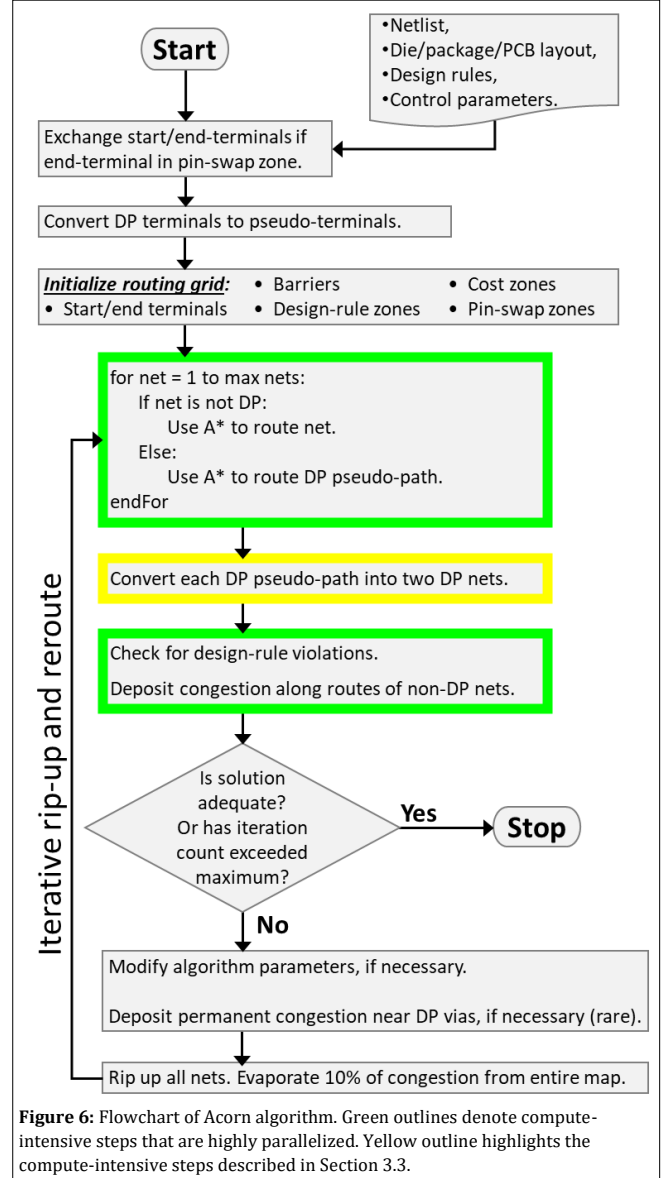 Start
•Netlist,
•Die/package/PCB layout,
•Design rules,
•Control parameters.
Exchange start/end-terminals if
end-terminal in pin-swap zone.
Convert DP terminals to pseudo-terminals.
Initialize routing grid: • Barriers • Cost zones
• Start/end terminals • Design-rule zones • Pin-swap zones
for net = 1 to max nets:
If net is not DP:
Use A* to route net.
Else:
Use A* to route DP pseudo-path.
endFor
Convert each DP pseudo-path into two DP nets.
Check for design-rule violations.
Deposit congestion along routes of non-DP nets.
Is solution
adequate?
Or has iteration
count exceeded
maximum?
Yes
Stop
No
Modify algorithm parameters, if necessary.
Deposit permanent congestion near DP vias, if necessary (rare).
Rip up all nets. Evaporate 10% of congestion from entire map.
Iterative rip-up and reroute
Figure 6: Flowchart of Acorn algorithm. Green outlines denote compute-
intensive steps that are highly parallelized. Yellow outline highlights the
compute-intensive steps described in Section 3.3.